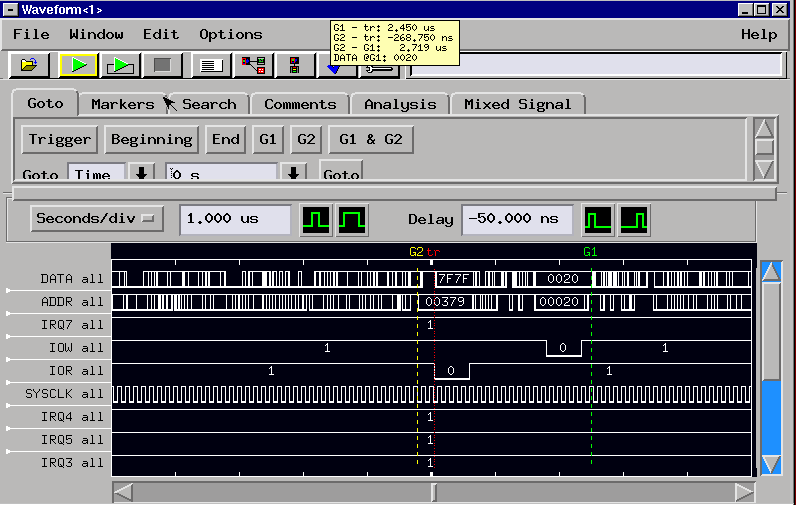 Waveform<1>
File Window Edit Options Help
G1 - tr: 2.450 us
G2 - tr: -268.750 ns
G2 - G1: 2.719 us
DATA @G1: 0020
Goto Markers Search Comments Analysis Mixed Signal
Trigger Beginning End G1 G2 G1 & G2
Goto Time 0 s Goto
Seconds/div 1.000 us Delay -50.000 ns
G2 tr G1
DATA all 7F7F 0020
ADDR all 00379 00020
IRQ7 all 1
IOW all 1 0 1
IOR all 1 0 1
SYSCLK all
IRQ4 all 1
IRQ5 all 1
IRQ3 all 1